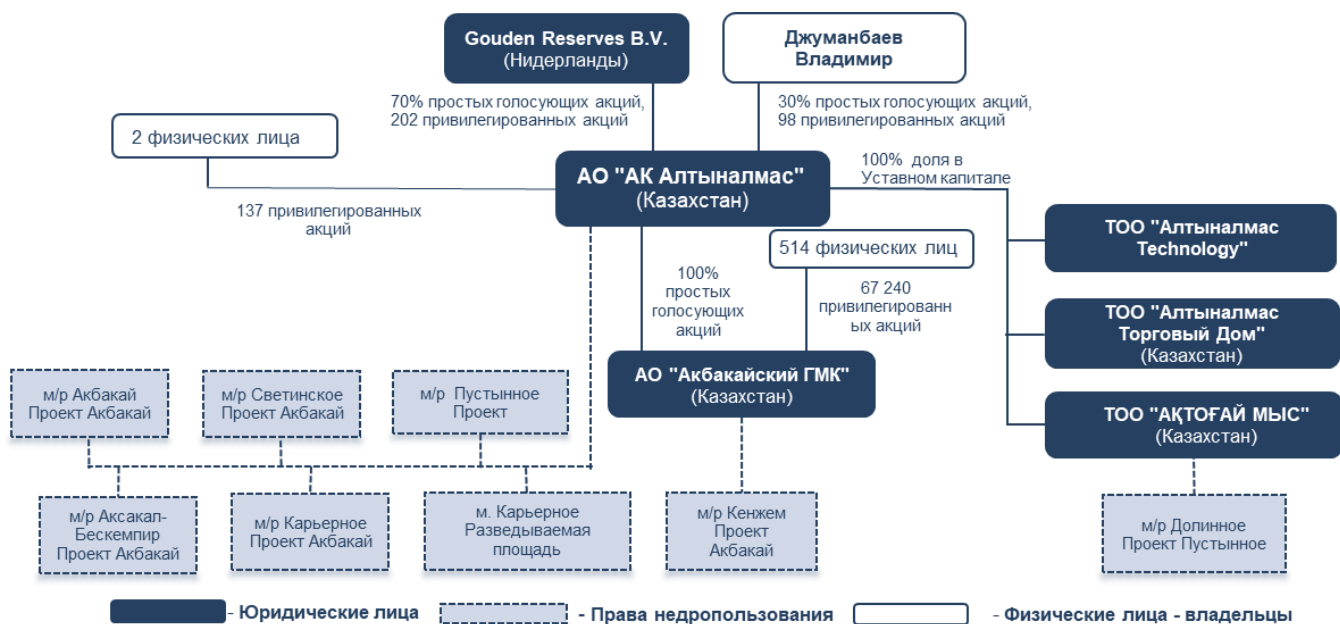 Gouden Reserves B.V.
(Нидерланды)
Джуманбаев
Владимир
70% простых голосующих акций,
202 привилегированных акций
30% простых голосующих акций,
98 привилегированных акций
2 физических лица
137 привилегированных
акций
АО "АК Алтыналмас"
(Казахстан)
100% доля в
Уставном капитале
ТОО "Алтыналмас
Technology"
514 физических лиц
100%
простых
голосующих
акций
67 240
привилегированн
ых акций
ТОО "Алтыналмас
Торговый Дом"
(Казахстан)
АО "Акбакайский ГМК"
(Казахстан)
ТОО "АҚТОҒАЙ МЫС"
(Казахстан)
м/р Акбакай
Проект Акбакай
м/р Светинское
Проект Акбакай
м/р Пустынное
Проект
м/р Аксакал-
Бескемпир
Проект Акбакай
м/р Карьерное
Проект Акбакай
м. Карьерное
Разведываемая
площадь
м/р Кенжем
Проект
Акбакай
м/р Долинное
Проект Пустынное
- Юридические лица
- Права недропользования
- Физические лица - владельцы